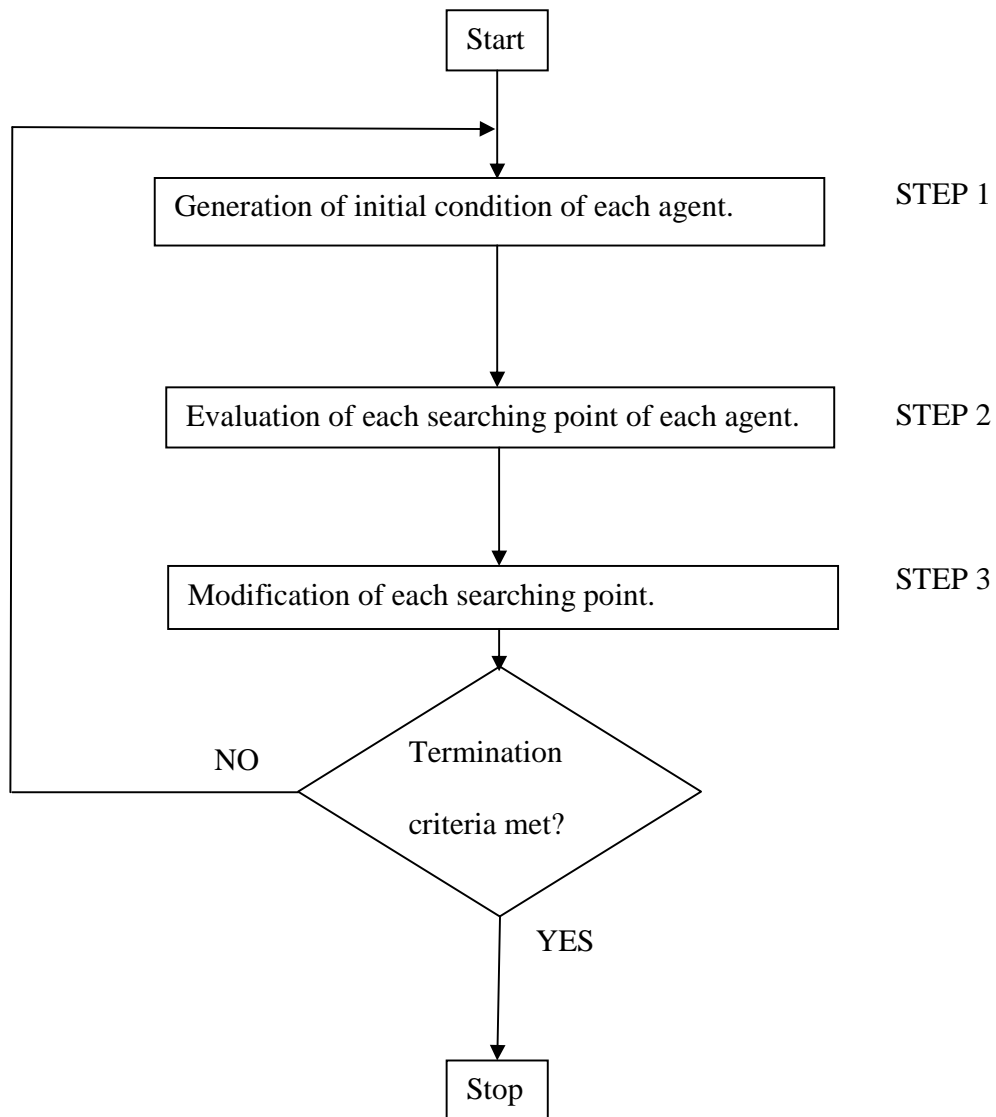 Start
Generation of initial condition of each agent.
STEP 1
Evaluation of each searching point of each agent.
STEP 2
Modification of each searching point.
STEP 3
NO
Termination
criteria met?
YES
Stop